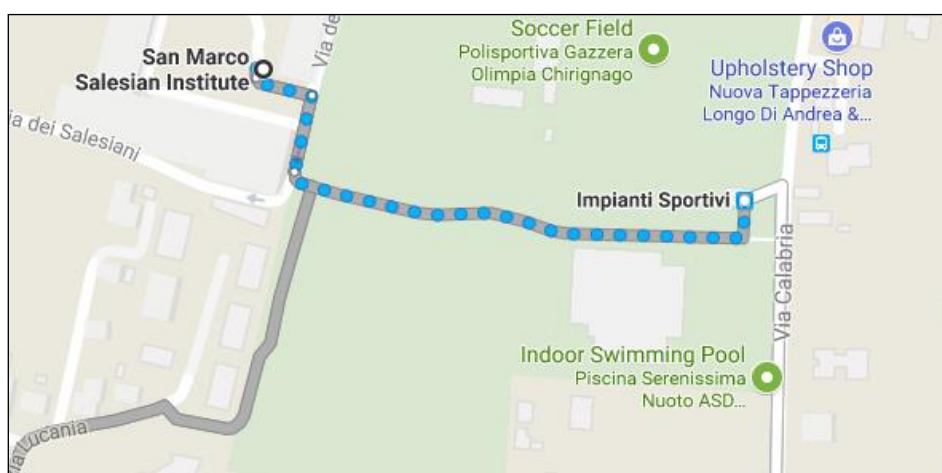 Soccer Field
Polisportiva Gazzera
Olimpia Chirignago
San Marco
Salesian Institute
Via de
Upholstery Shop
Nuova Tappezzeria
Longo Di Andrea &...
ia dei Salesiani
Impianti Sportivi
Via Calabria
Indoor Swimming Pool
Piscina Serenissima
Nuoto ASD...
ia Lucania